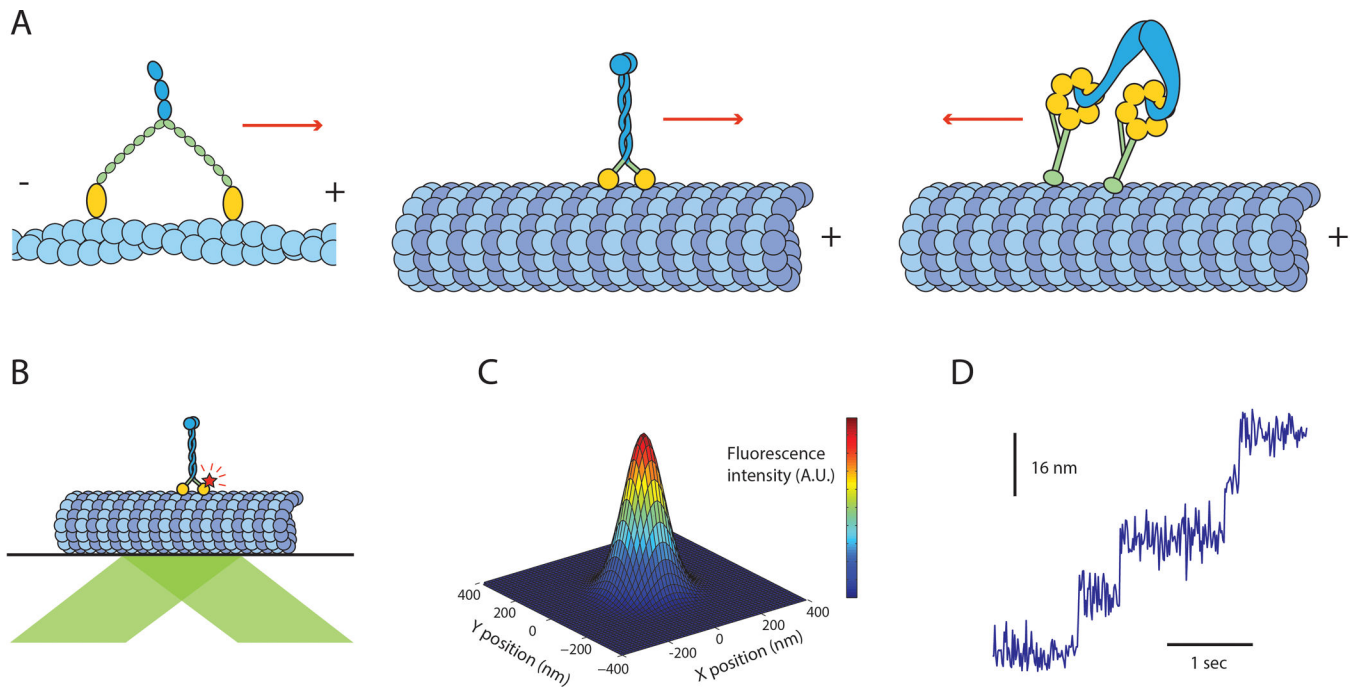 A
-
+
+
+
B
C
D
Fluorescence
intensity (A.U.)
16 nm
400
200
0
-200
-400
Y position (nm)
-200
0
200
400
X position (nm)
1 sec